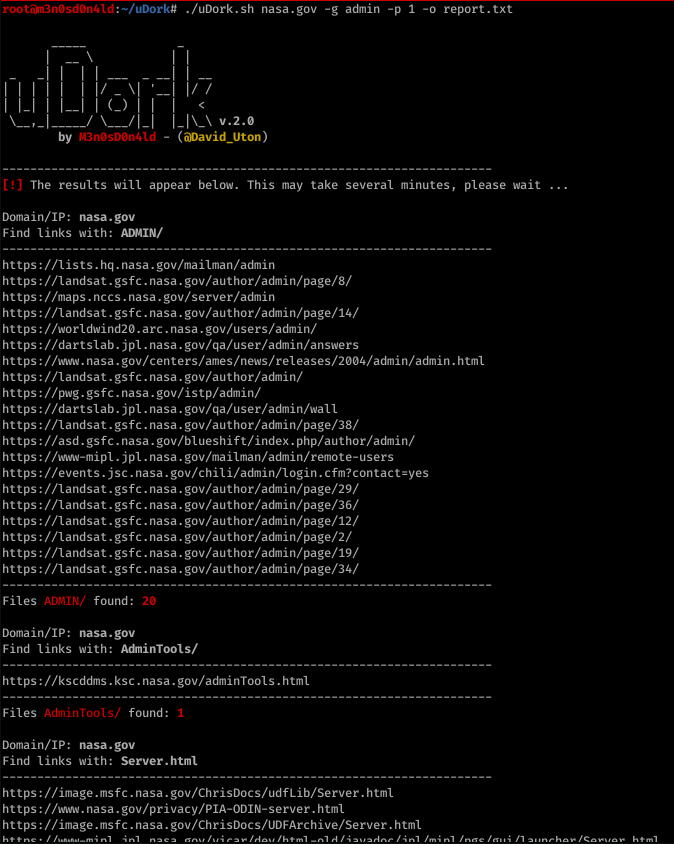 root@m3n0sd0n4ld:~/uDork# ./uDork.sh nasa.gov -g admin -p 1 -o report.txt
uDork v.2.0
by M3n0sD0n4ld - (@David_Uton)
---------------------------------------------------------------------
[!] The results will appear below. This may take several minutes, please wait ...
Domain/IP: nasa.gov
Find links with: ADMIN/
---------------------------------------------------------------------
https://lists.hq.nasa.gov/mailman/admin
https://landsat.gsfc.nasa.gov/author/admin/page/8/
https://maps.nccs.nasa.gov/server/admin
https://landsat.gsfc.nasa.gov/author/admin/page/14/
https://worldwind20.arc.nasa.gov/users/admin/
https://dartslab.jpl.nasa.gov/qa/user/admin/answers
https://www.nasa.gov/centers/ames/news/releases/2004/admin/admin.html
https://landsat.gsfc.nasa.gov/author/admin/
https://pwg.gsfc.nasa.gov/istp/admin/
https://dartslab.jpl.nasa.gov/qa/user/admin/wall
https://landsat.gsfc.nasa.gov/author/admin/page/38/
https://asd.gsfc.nasa.gov/blueshift/index.php/author/admin/
https://www-mipl.jpl.nasa.gov/mailman/admin/remote-users
https://events.jsc.nasa.gov/chili/admin/login.cfm?contact=yes
https://landsat.gsfc.nasa.gov/author/admin/page/29/
https://landsat.gsfc.nasa.gov/author/admin/page/36/
https://landsat.gsfc.nasa.gov/author/admin/page/12/
https://landsat.gsfc.nasa.gov/author/admin/page/2/
https://landsat.gsfc.nasa.gov/author/admin/page/19/
https://landsat.gsfc.nasa.gov/author/admin/page/34/
---------------------------------------------------------------------
Files ADMIN/ found: 20
Domain/IP: nasa.gov
Find links with: AdminTools/
---------------------------------------------------------------------
https://kscddms.ksc.nasa.gov/adminTools.html
---------------------------------------------------------------------
Files AdminTools/ found: 1
Domain/IP: nasa.gov
Find links with: Server.html
---------------------------------------------------------------------
https://image.msfc.nasa.gov/ChrisDocs/udfLib/Server.html
https://www.nasa.gov/privacy/PIA-ODIN-server.html
https://image.msfc.nasa.gov/ChrisDocs/UDFArchive/Server.html
https://www-mipl.jpl.nasa.gov/vicar/dev/html-old/javadoc/jpl/mipl/mgs/gui/launcher/Server.html